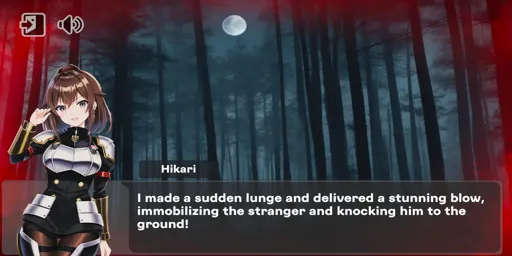 Hikari
I made a sudden lunge and delivered a stunning blow,
immobilizing the stranger and knocking him to the
ground!